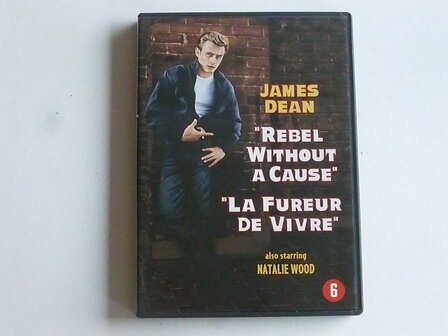 JAMES
DEAN
"REBEL
WITHOUT
A CAUSE"
"LA FUREUR
DE VIVRE"
also starring
NATALIE WOOD
6